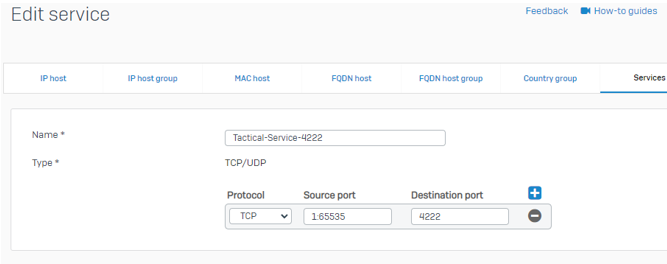 Edit service
Feedback How-to guides
IP host IP host group MAC host FQDN host FQDN host group Country group Services
Name * Tactical-Service-4222
Type * TCP/UDP
Protocol Source port Destination port
TCP 1:65535 4222